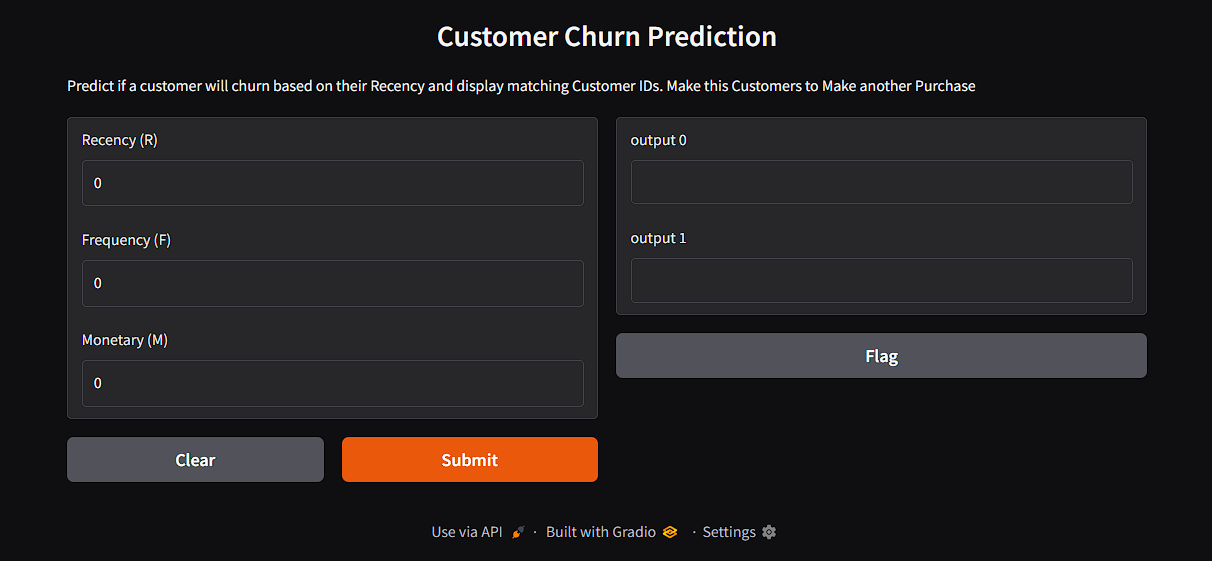 Customer Churn Prediction
Predict if a customer will churn based on their Recency and display matching Customer IDs. Make this Customers to Make another Purchase
Recency (R)
0
Frequency (F)
0
Monetary (M)
0
Clear
Submit
output 0
output 1
Flag
Use via API · Built with Gradio · Settings